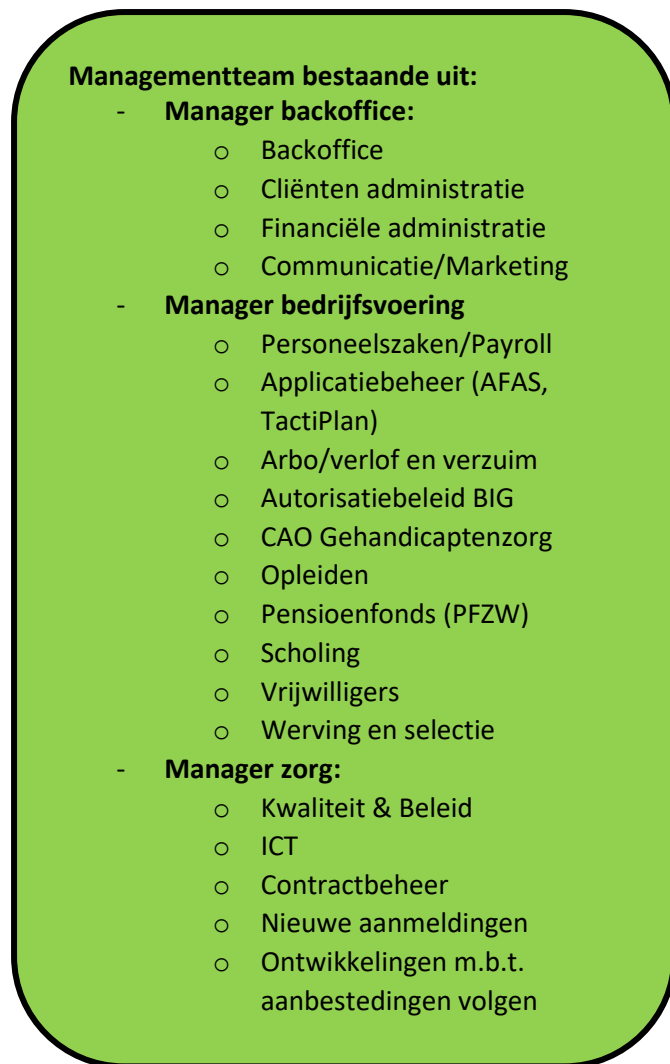 Managementteam bestaande uit:
- Manager backoffice:
o Backoffice
o Cliënten administratie
o Financiële administratie
o Communicatie/Marketing
- Manager bedrijfsvoering
o Personeelszaken/Payroll
o Applicatiebeheer (AFAS,
TactiPlan)
o Arbo/verlof en verzuim
o Autorisatiebeleid BIG
o CAO Gehandicaptenzorg
o Opleiden
o Pensioenfonds (PFZW)
o Scholing
o Vrijwilligers
o Werving en selectie
- Manager zorg:
o Kwaliteit & Beleid
o ICT
o Contractbeheer
o Nieuwe aanmeldingen
o Ontwikkelingen m.b.t.
aanbestedingen volgen